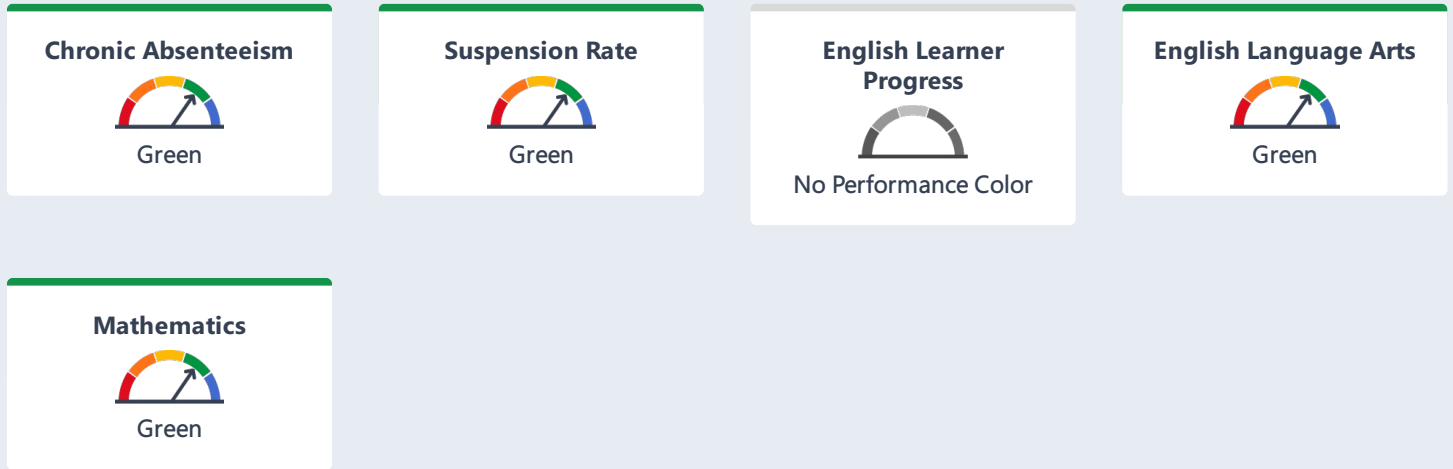 Chronic Absenteeism
Green
Suspension Rate
Green
English Learner
Progress
No Performance Color
English Language Arts
Green
Mathematics
Green